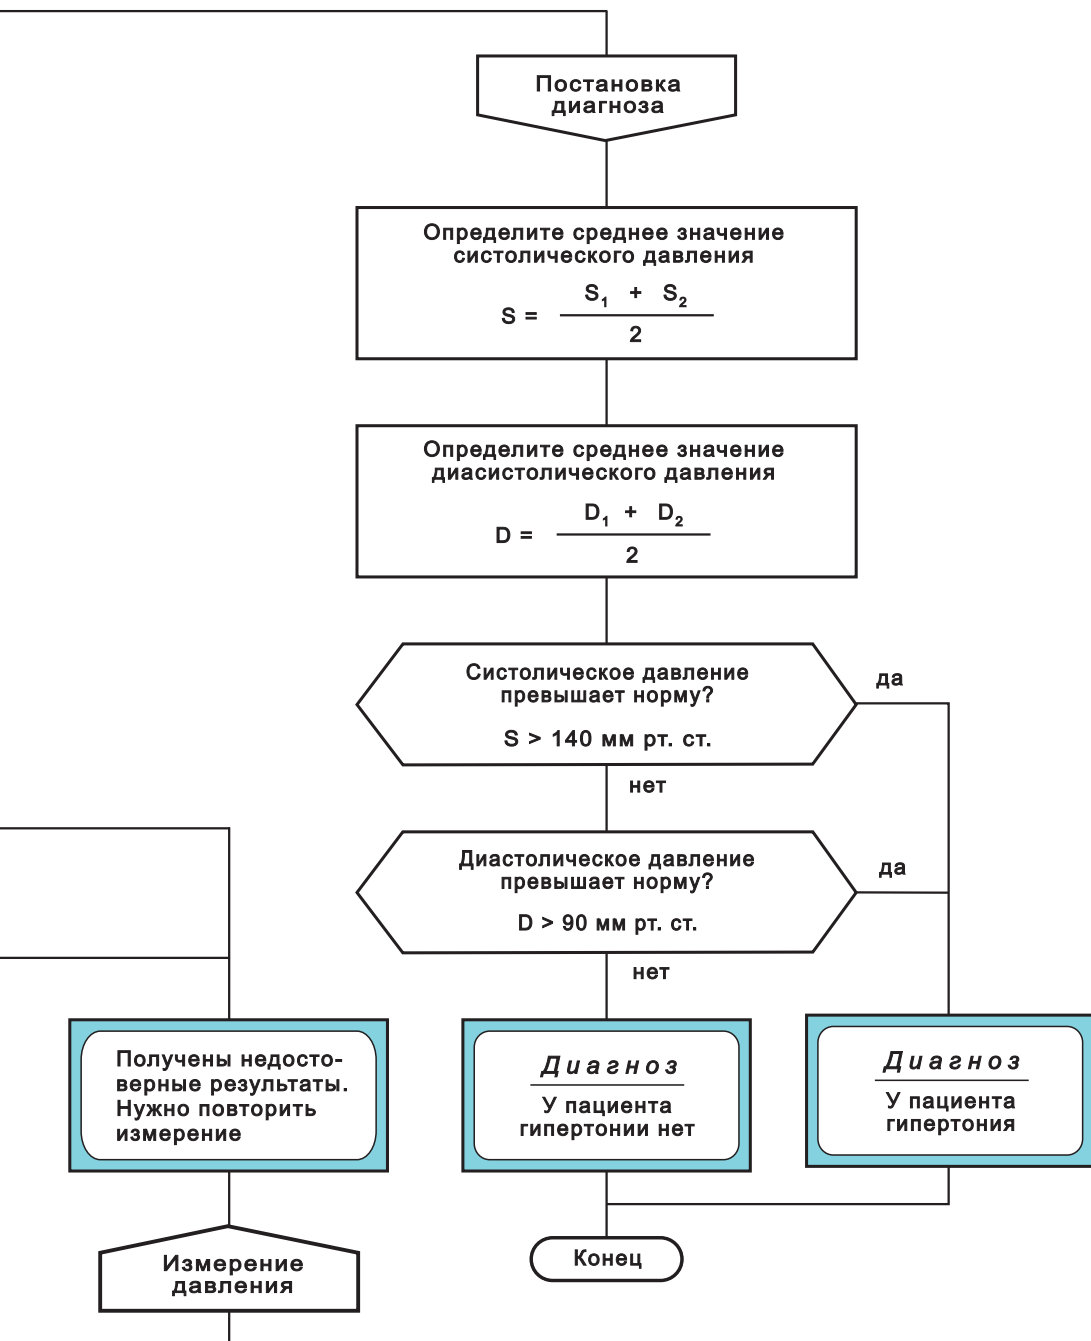 Постановка
диагноза
Определите среднее значение
систолического давления
S = (S₁ + S₂) / 2
Определите среднее значение
диасистолического давления
D = (D₁ + D₂) / 2
Систолическое давление
превышает норму?
S > 140 мм рт. ст.
да
нет
Диастолическое давление
превышает норму?
D > 90 мм рт. ст.
да
нет
Получены недосто-
верные результаты.
Нужно повторить
измерение
Диагноз
У пациента
гипертонии нет
Диагноз
У пациента
гипертония
Измерение
давления
Конец